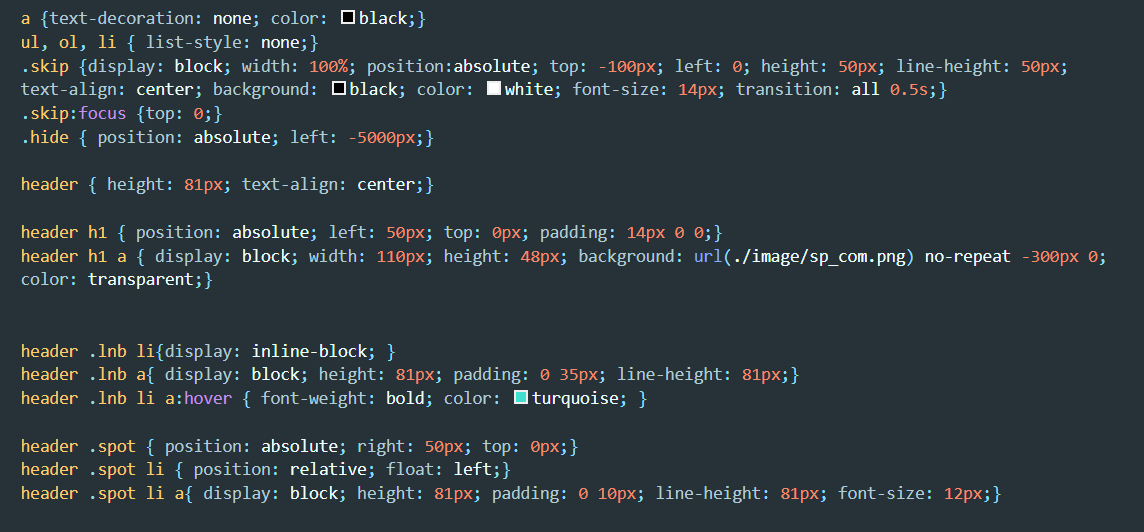 a {text-decoration: none; color: black;}
ul, ol, li { list-style: none;}
.skip {display: block; width: 100%; position:absolute; top: -100px; left: 0; height: 50px; line-height: 50px;
text-align: center; background: black; color: white; font-size: 14px; transition: all 0.5s;}
.skip:focus {top: 0;}
.hide { position: absolute; left: -5000px;}
header { height: 81px; text-align: center;}
header h1 { position: absolute; left: 50px; top: 0px; padding: 14px 0 0;}
header h1 a { display: block; width: 110px; height: 48px; background: url(./image/sp_com.png) no-repeat -300px 0;
color: transparent;}
header .lnb li{display: inline-block; }
header .lnb a{ display: block; height: 81px; padding: 0 35px; line-height: 81px;}
header .lnb li a:hover { font-weight: bold; color: turquoise; }
header .spot { position: absolute; right: 50px; top: 0px;}
header .spot li { position: relative; float: left;}
header .spot li a{ display: block; height: 81px; padding: 0 10px; line-height: 81px; font-size: 12px;}